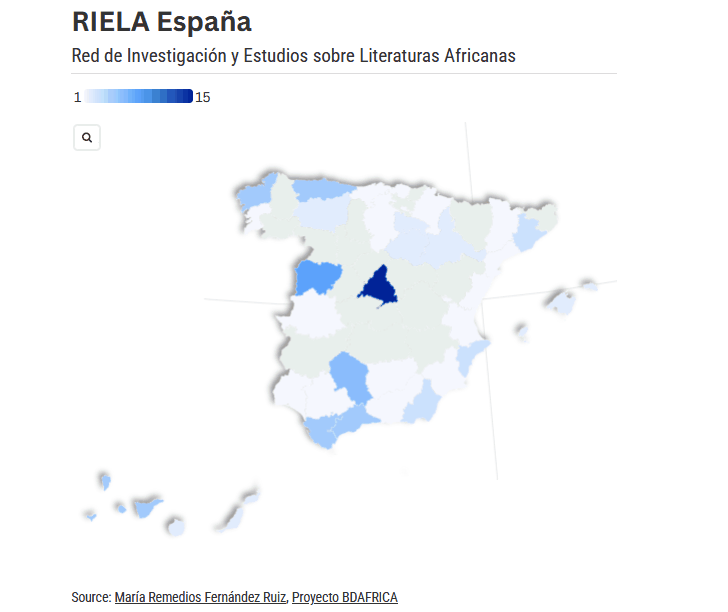 RIELA España
Red de Investigación y Estudios sobre Literaturas Africanas
1 15
Source: María Remedios Fernández Ruiz, Proyecto BDAFRICA